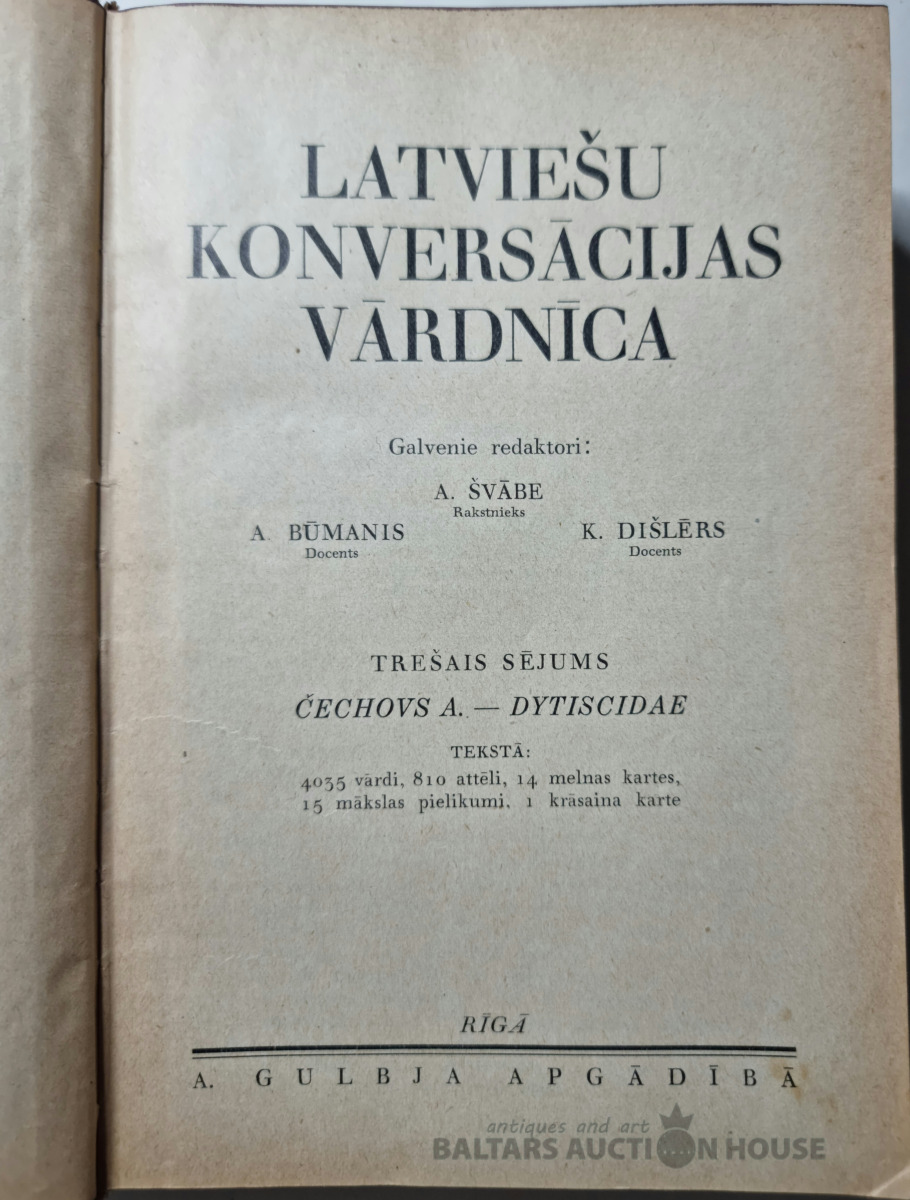 LATVIEŠU
KONVERSĀCIJAS
VĀRDNĪCA
Galvenie redaktori:
A. ŠVĀBE
Rakstnieks
A. BŪMANIS
Docents
K. DIŠLĒRS
Docents
TREŠAIS SĒJUMS
ČECHOVS A. — DYTISCIDAE
TEKSTĀ:
4035 vārdi, 810 attēli, 14 melnas kartes,
15 mākslas pielikumi, 1 krāsaina karte
RĪGĀ
A. GULBJA APGĀDĪBĀ
antiques and art
BALTARS AUCTION HOUSE